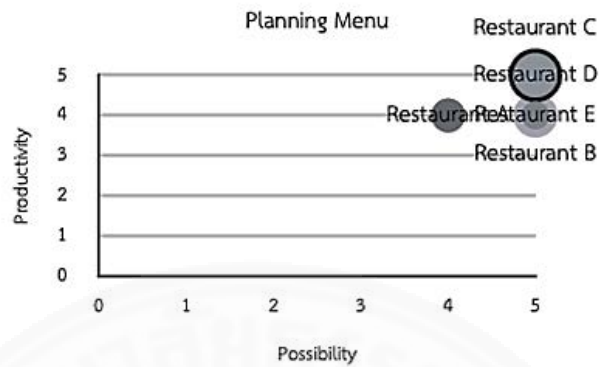 Planning Menu
Restaurant C
5
Restaurant D
4
Restaurant A
Restaurant E
3
Restaurant B
2
1
0
0 1 2 3 4 5
Productivity
Possibility